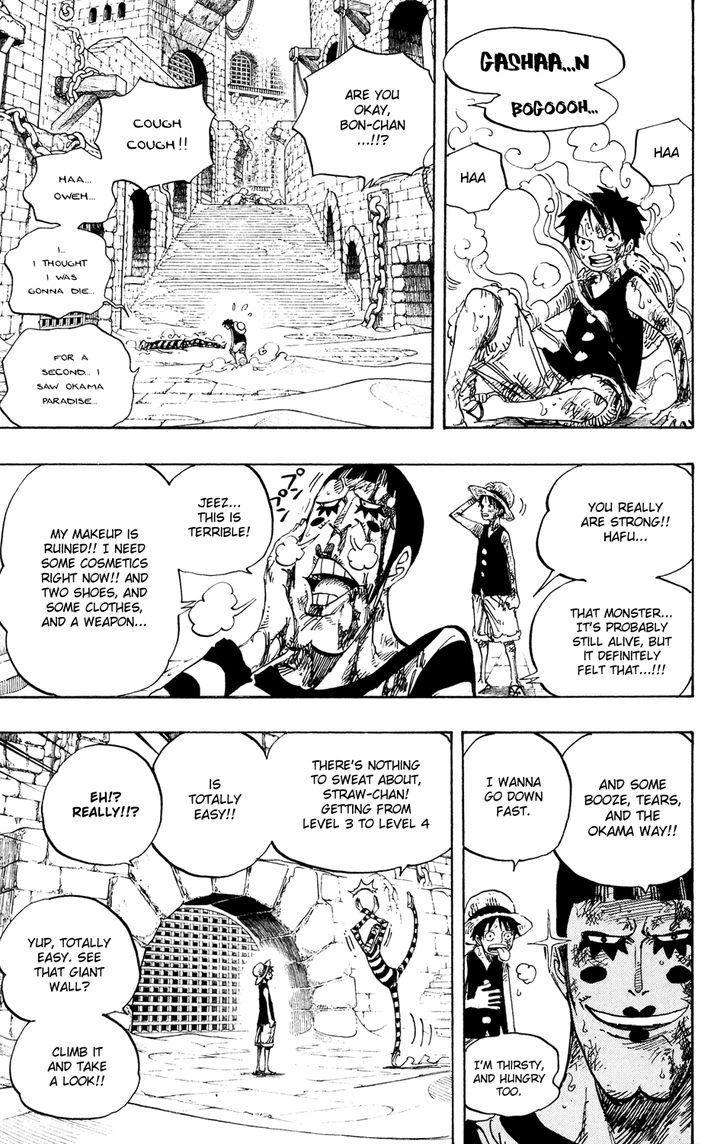 GASHAA...N
BOGOOOH...
HAA
HAA
ARE YOU
OKAY,
BON-CHAN
...!!?
COUGH
COUGH!!
HAA...
OWEH...
I...
I THOUGHT
I WAS
GONNA DIE...
FOR A
SECOND... I
SAW OKAMA
PARADISE...
YOU REALLY
ARE STRONG!!
HAFU...
THAT MONSTER...
IT'S PROBABLY
STILL ALIVE, BUT
IT DEFINITELY
FELT THAT...!!!
プンプン
JEEZ...
THIS IS
TERRIBLE!
MY MAKEUP IS
RUINED!! I NEED
SOME COSMETICS
RIGHT NOW!! AND
TWO SHOES, AND
SOME CLOTHES,
AND A WEAPON...
AND SOME
BOOZE, TEARS,
AND THE
OKAMA WAY!!
I WANNA
GO DOWN
FAST.
I'M THIRSTY,
AND HUNGRY
TOO.
THERE'S NOTHING
TO SWEAT ABOUT,
STRAW-CHAN!
GETTING FROM
LEVEL 3 TO LEVEL 4
IS
TOTALLY
EASY!!
EH!?
REALLY!!?
YUP, TOTALLY
EASY. SEE
THAT GIANT
WALL?
CLIMB IT
AND TAKE
A LOOK!!